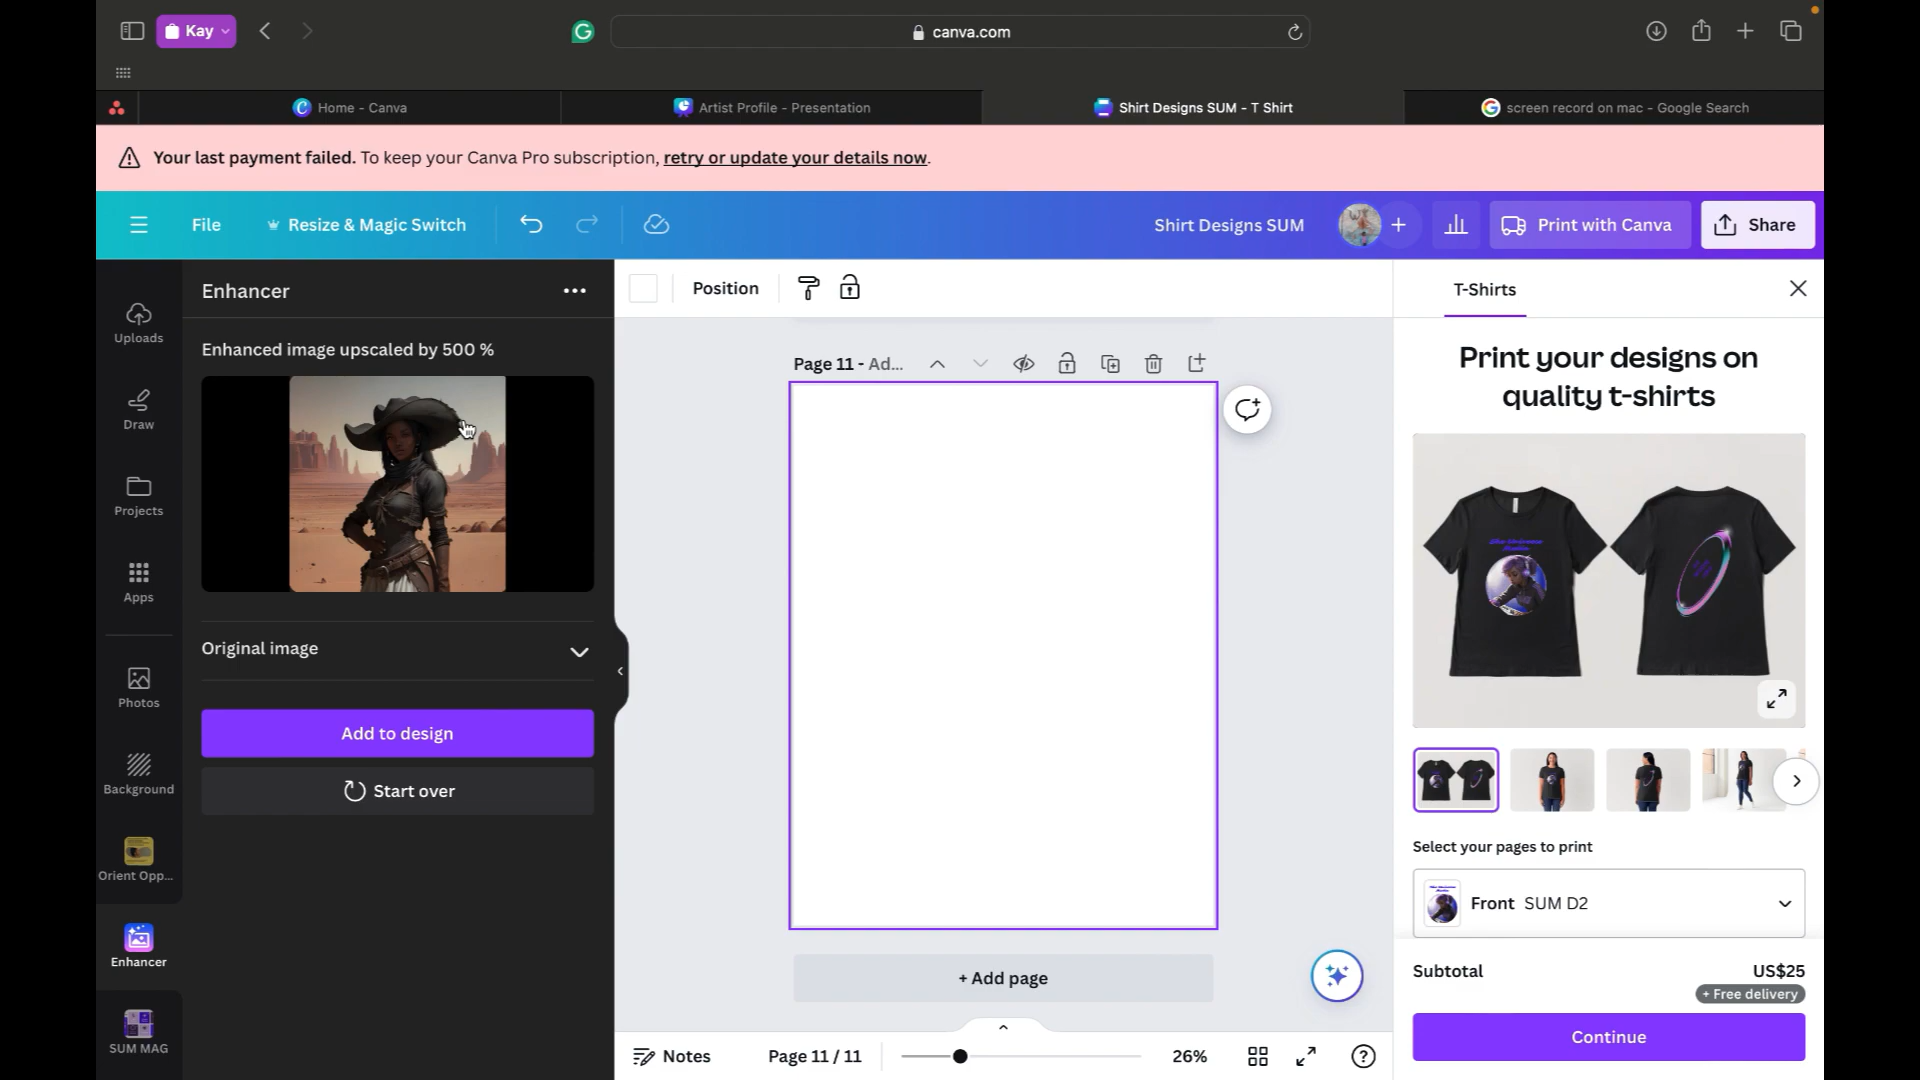 Kay
canva.com
Home - Canva
Artist Profile - Presentation
Shirt Designs SUM - T Shirt
screen record on mac - Google Search
Your last payment failed. To keep your Canva Pro subscription, retry or update your details now.
File
Resize & Magic Switch
Shirt Designs SUM
Print with Canva
Share
Uploads
Draw
Projects
Apps
Photos
Background
Orient Opp...
Enhancer
SUM MAG
Enhancer
Enhanced image upscaled by 500 %
Original image
Add to design
Start over
Position
Page 11 - Ad...
+ Add page
Notes
Page 11 / 11
26%
T-Shirts
Print your designs on
quality t-shirts
She Universe
Select your pages to print
Front SUM D2
Subtotal
US$25
+ Free delivery
Continue